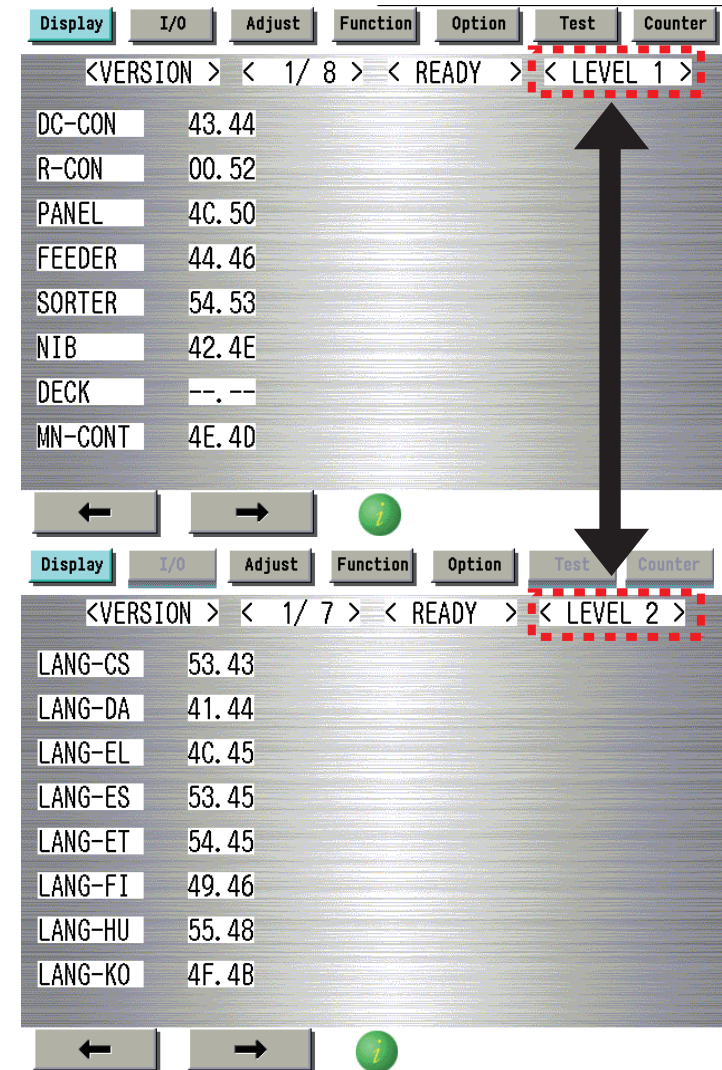 Display I/O Adjust Function Option Test Counter
<VERSION > < 1/ 8 > < READY > < LEVEL 1 >
DC-CON 43.44
R-CON 00.52
PANEL 4C.50
FEEDER 44.46
SORTER 54.53
NIB 42.4E
DECK --.--
MN-CONT 4E.4D
i
Display I/O Adjust Function Option Test Counter
<VERSION > < 1/ 7 > < READY > < LEVEL 2 >
LANG-CS 53.43
LANG-DA 41.44
LANG-EL 4C.45
LANG-ES 53.45
LANG-ET 54.45
LANG-FI 49.46
LANG-HU 55.48
LANG-KO 4F.4B
i